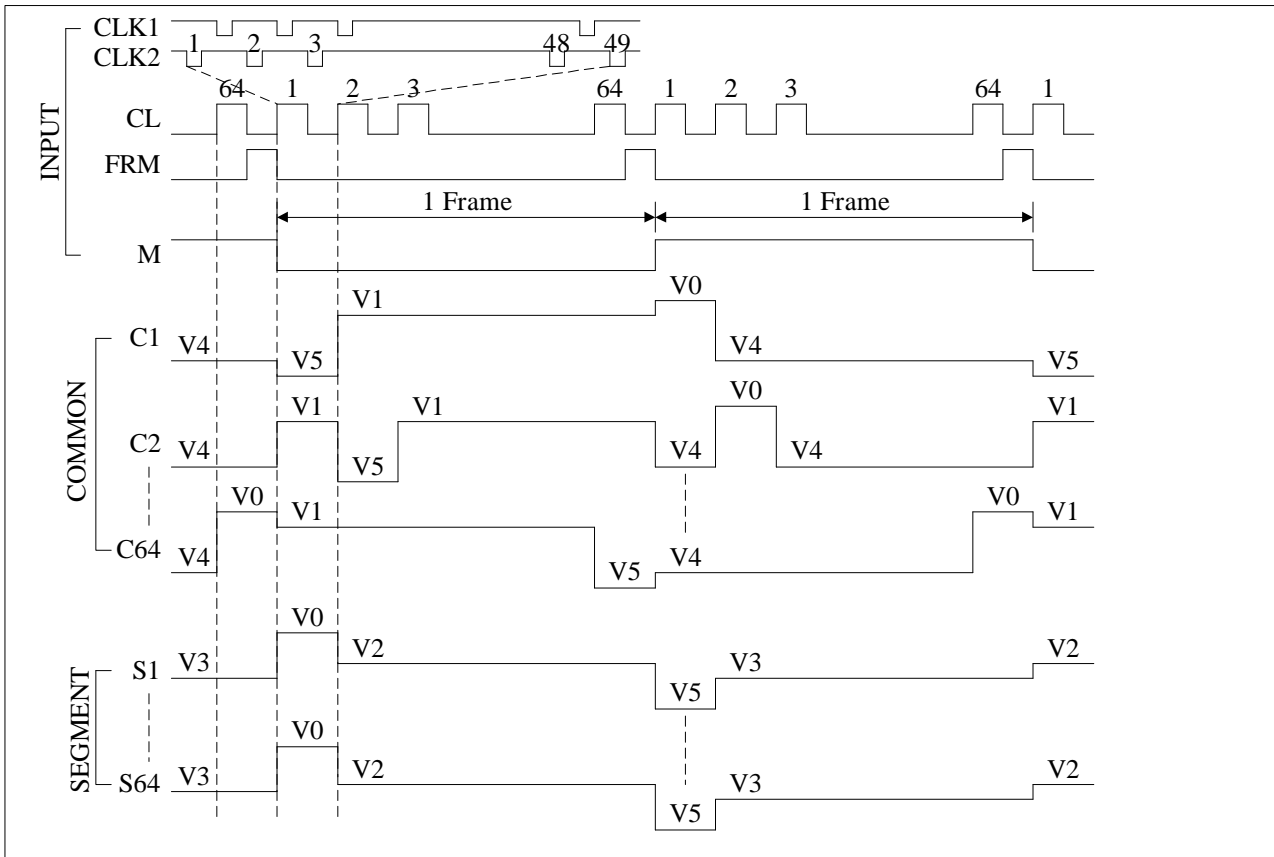 CLK1
1 2 3 48 49
CLK2
64 1 2 3 64 1 2 3 64 1
CL
FRM
1 Frame 1 Frame
M
INPUT
V1 V0
C1 V4 V5 V4 V5
V1 V1 V0 V1
C2 V4 V5 V4 V4
V0 V1 V0 V1
C64 V4 V5 V4
COMMON
V0
S1 V3 V2 V5 V3 V2
V0
S64 V3 V2 V5 V3 V2
SEGMENT